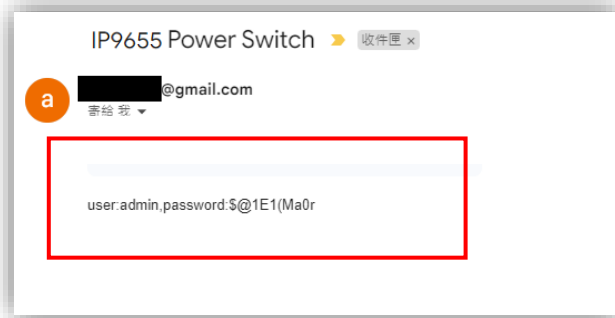 IP9655 Power Switch 收件匣 ×
a
@gmail.com
寄給 我
user:admin,password:$@1E1(Ma0r